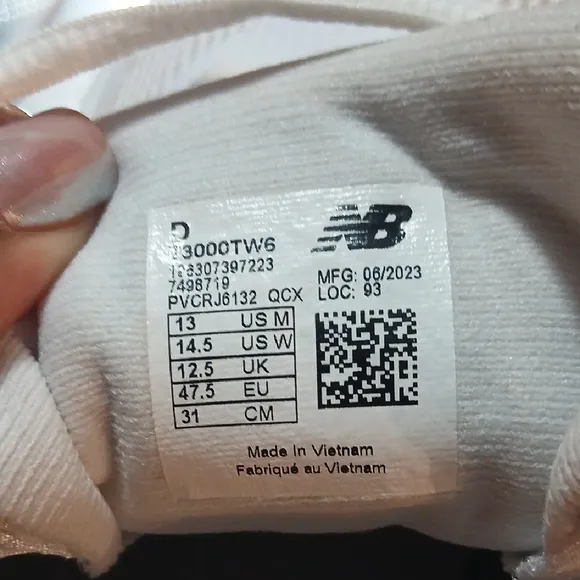 D
NB
3000TW6
7498719
PVCRJ6132 QCX
MFG: 06/2023
LOC: 93
13 US M
14.5 US W
12.5 UK
47.5 EU
31 CM
Made In Vietnam
Fabriqué au Vietnam